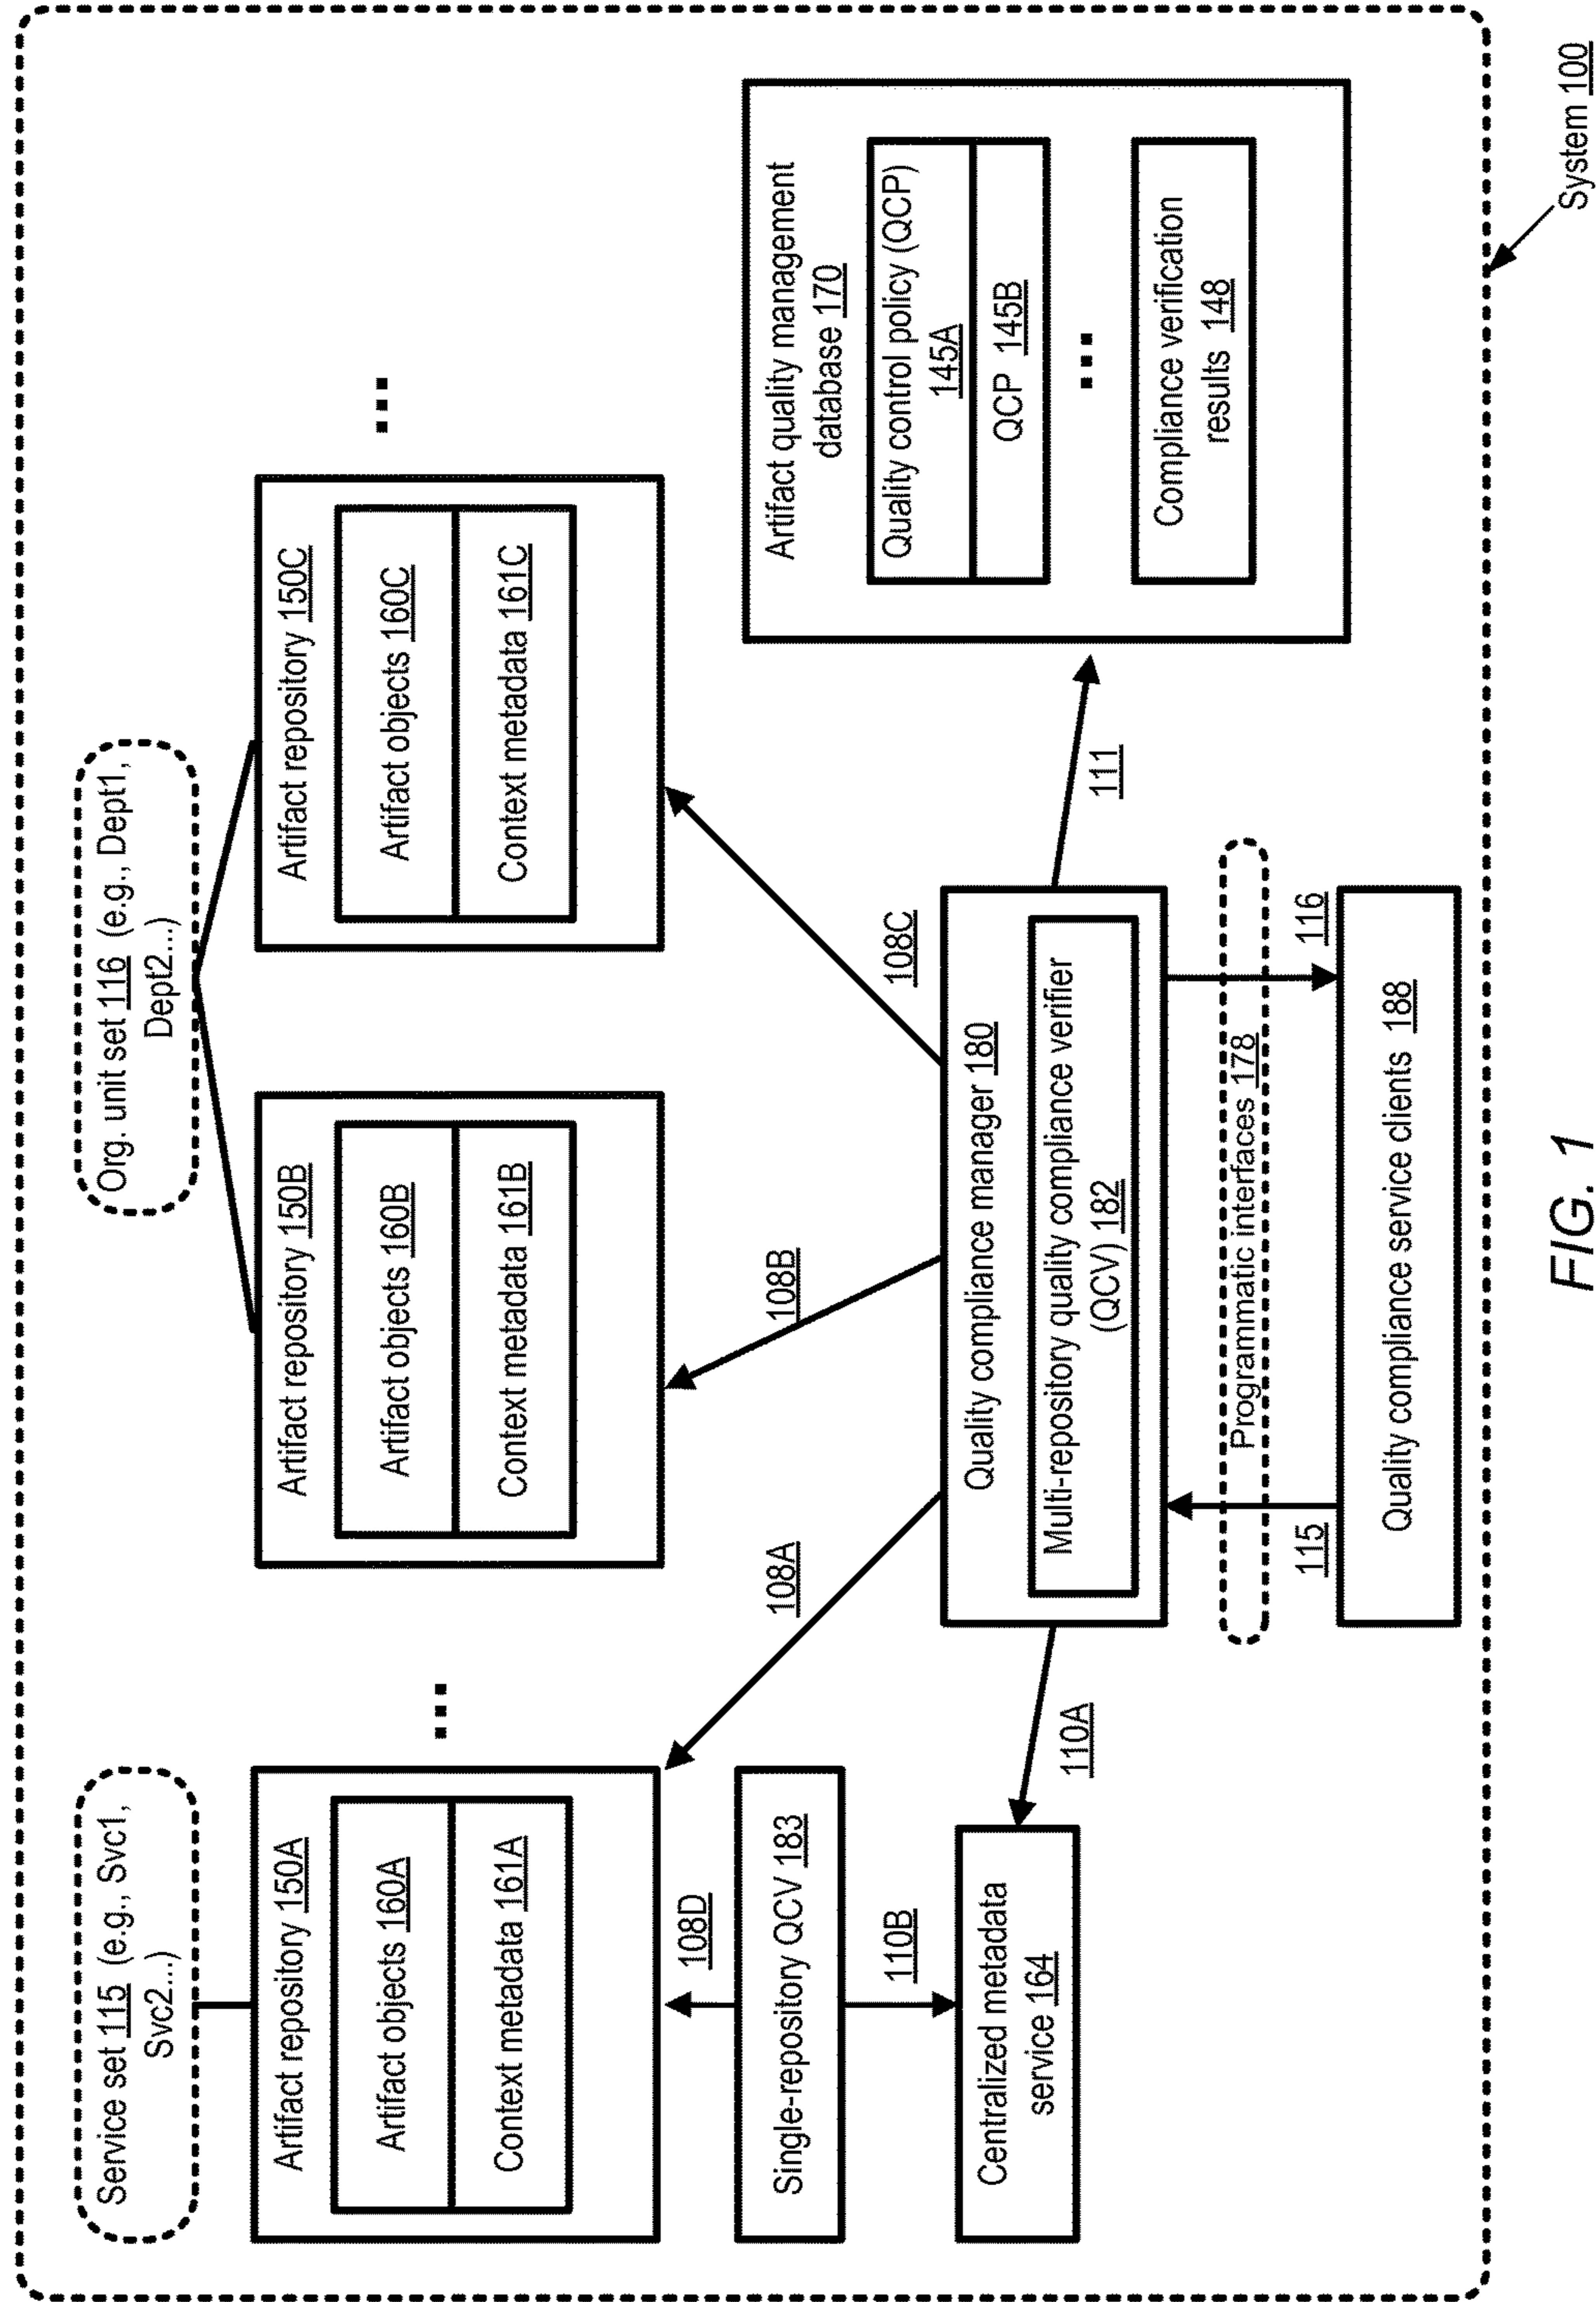 System 100
Service set 115 (e.g., Svc1,
Svc2...)
Org. unit set 116 (e.g., Dept1,
Dept2...)
Artifact repository 150A
Artifact objects 160A
Context metadata 161A
...
Artifact repository 150B
Artifact objects 160B
Context metadata 161B
Artifact repository 150C
Artifact objects 160C
Context metadata 161C
...
108D
108A
108B
108C
Single-repository QCV 183
110B
Centralized metadata
service 164
110A
Quality compliance manager 180
Multi-repository quality compliance verifier
(QCV) 182
111
Artifact quality management
database 170
Quality control policy (QCP)
145A
QCP 145B
...
Compliance verification
results 148
Programmatic interfaces 178
115
116
Quality compliance service clients 188
FIG. 1